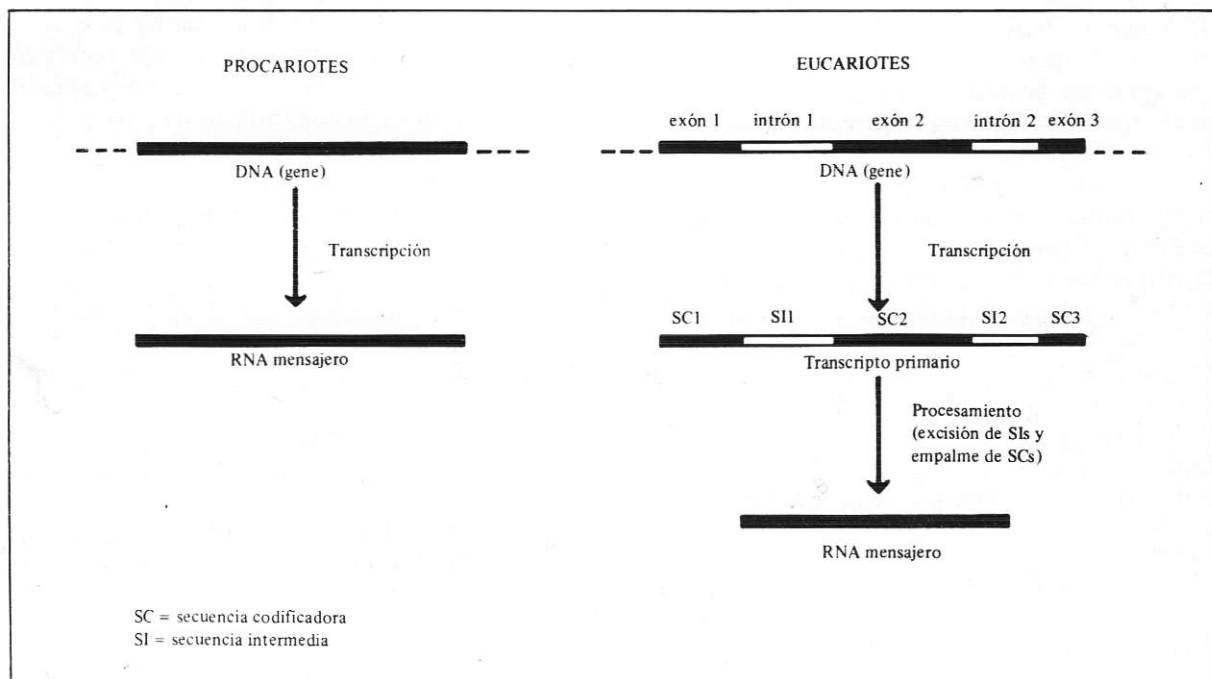 PROCARIOTES
DNA (gene)
Transcripción
RNA mensajero
EUCARIOTES
exón 1 intrón 1 exón 2 intrón 2 exón 3
DNA (gene)
Transcripción
SC1 SI1 SC2 SI2 SC3
Transcripto primario
Procesamiento
(excisión de SIs y
empalme de SCs)
RNA mensajero
SC = secuencia codificadora
SI = secuencia intermedia